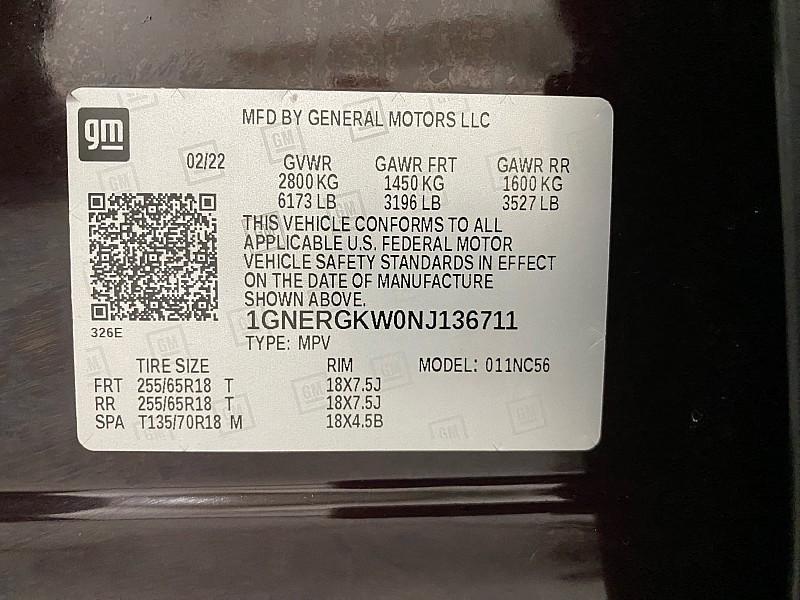 gm
MFD BY GENERAL MOTORS LLC
02/22 GVWR GAWR FRT GAWR RR
2800 KG 1450 KG 1600 KG
6173 LB 3196 LB 3527 LB
THIS VEHICLE CONFORMS TO ALL
APPLICABLE U.S. FEDERAL MOTOR
VEHICLE SAFETY STANDARDS IN EFFECT
ON THE DATE OF MANUFACTURE
SHOWN ABOVE.
1GNERGKW0NJ136711
326E
TYPE: MPV
TIRE SIZE RIM MODEL: 011NC56
FRT 255/65R18 T 18X7.5J
RR 255/65R18 T 18X7.5J
SPA T135/70R18 M 18X4.5B